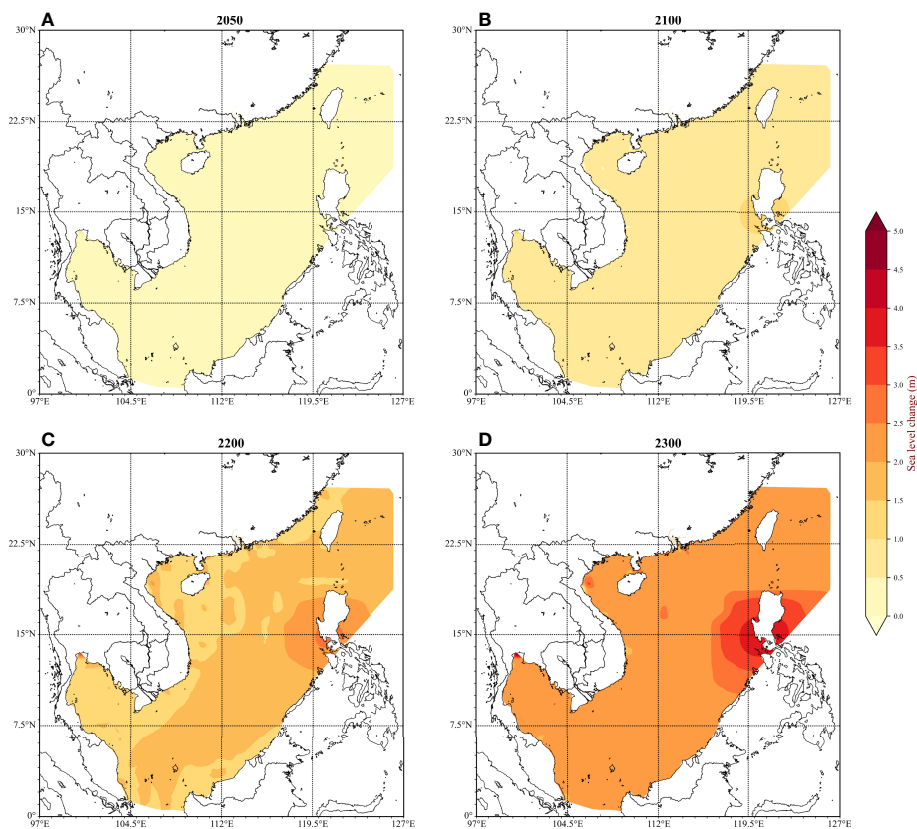 A
2050
B
2100
30°N
22.5°N
15°N
7.5°N
0°
97°E
104.5°E
112°E
119.5°E
127°E
30°N
22.5°N
15°N
7.5°N
0°
97°E
104.5°E
112°E
119.5°E
127°E
C
2200
D
2300
30°N
22.5°N
15°N
7.5°N
0°
97°E
104.5°E
112°E
119.5°E
127°E
30°N
22.5°N
15°N
7.5°N
0°
97°E
104.5°E
112°E
119.5°E
127°E
5.0
4.5
4.0
3.5
3.0
2.5
2.0
1.5
1.0
0.5
0.0
Sea level change (m)